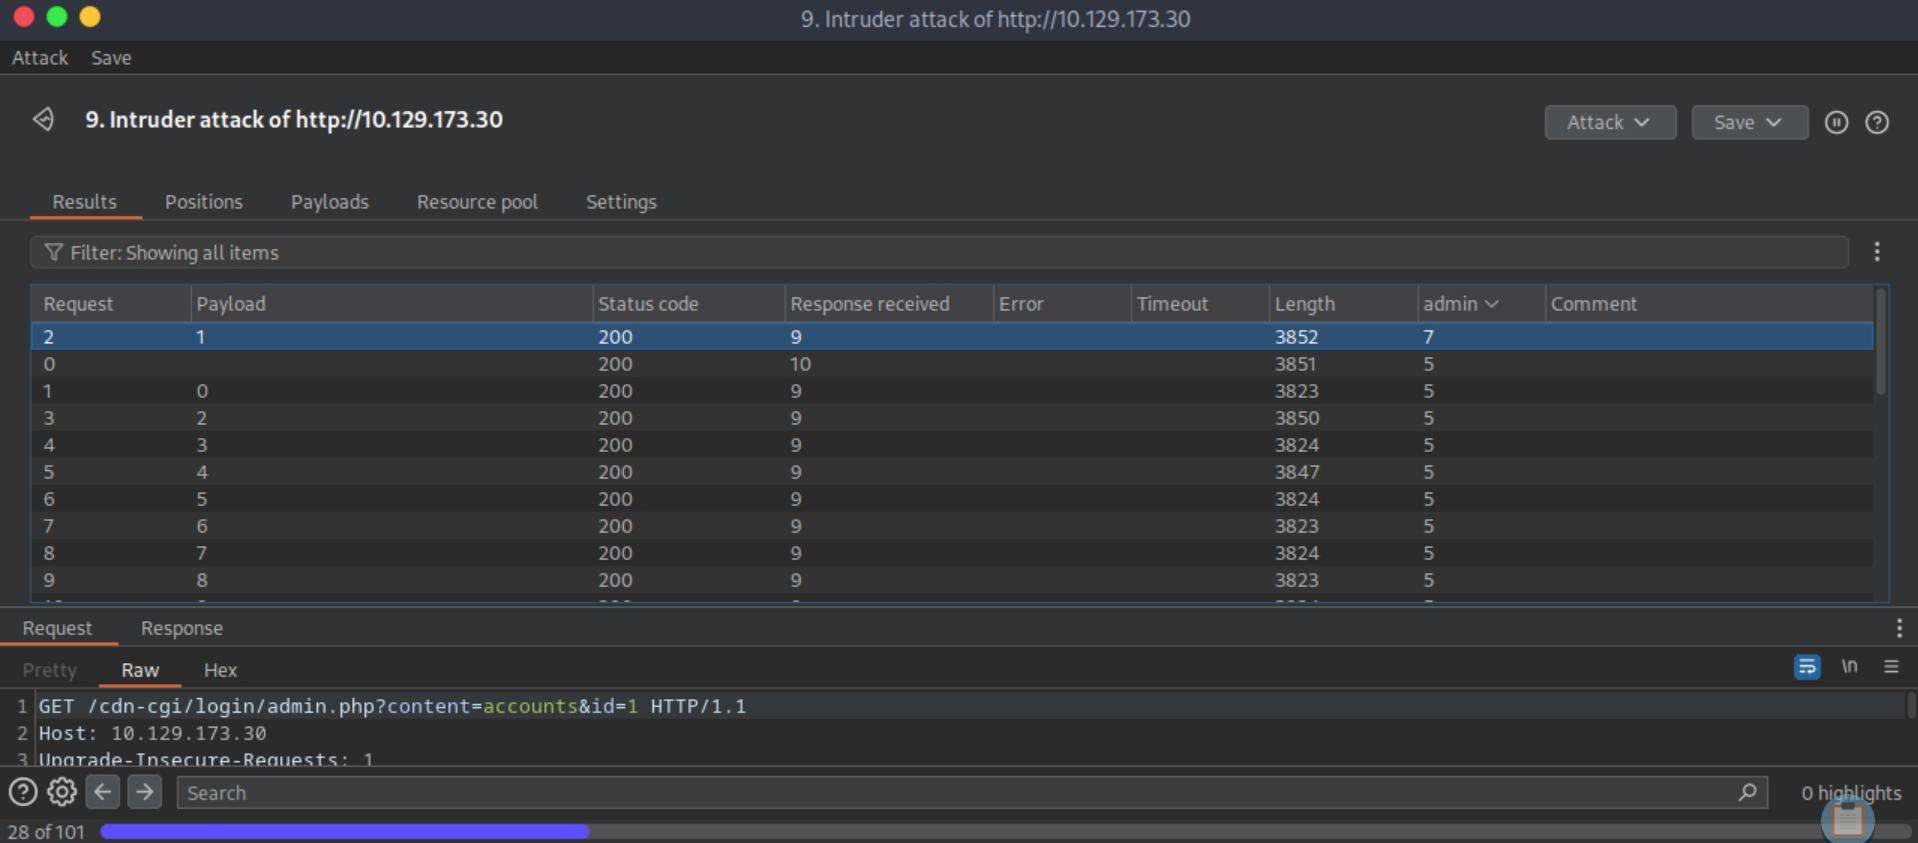 9. Intruder attack of http://10.129.173.30
Attack Save
9. Intruder attack of http://10.129.173.30
Attack Save
Results Positions Payloads Resource pool Settings
Filter: Showing all items
Request Payload Status code Response received Error Timeout Length admin Comment
2 1 200 9 3852 7
0 200 10 3851 5
1 0 200 9 3823 5
3 2 200 9 3850 5
4 3 200 9 3824 5
5 4 200 9 3847 5
6 5 200 9 3824 5
7 6 200 9 3823 5
8 7 200 9 3824 5
9 8 200 9 3823 5
Request Response
Pretty Raw Hex
\n
1 GET /cdn-cgi/login/admin.php?content=accounts&id=1 HTTP/1.1
2 Host: 10.129.173.30
3 Upgrade-Insecure-Requests: 1
Search
0 highlights
28 of 101